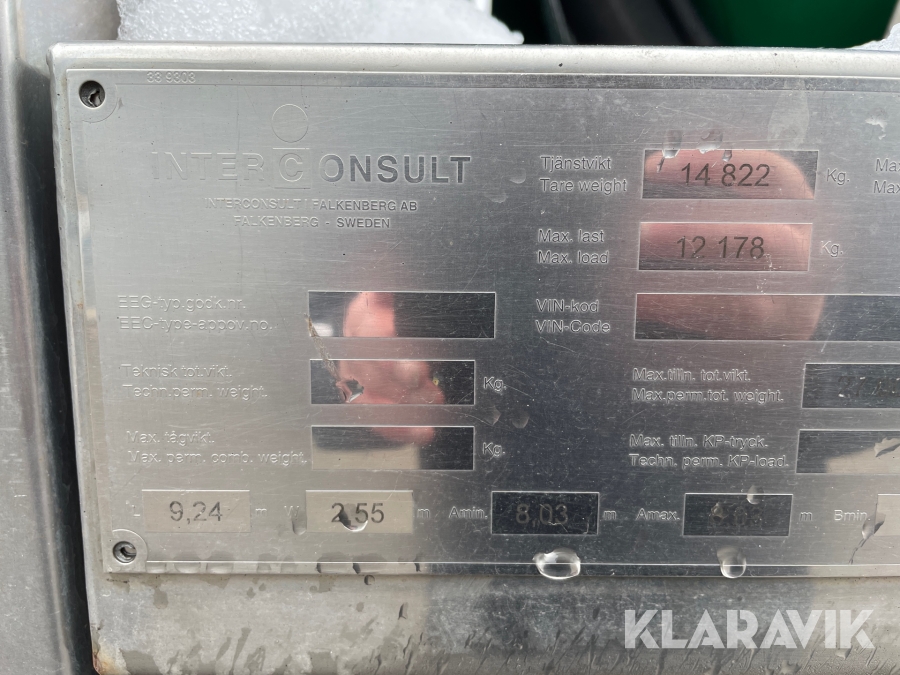 33 9303
INTERCONSULT
INTERCONSULT I FALKENBERG AB
FALKENBERG - SWEDEN
Tjänstvikt
Tare weight
14 822 Kg.
Max. last
Max. load
12 178 Kg.
EEG-typ.godk.nr.
EEC-type-appov.no.
VIN-kod
VIN-Code
Teknisk tot.vikt.
Techn.perm. weight.
Kg.
Max.tilln. tot.vikt.
Max.perm.tot. weight.
Max. tågvikt.
Max. perm. comb. weight.
Kg.
Max. tilln. KP-tryck.
Techn. perm. KP-load.
L 9,24 m W 2,55 m Amin. 8,03 m Amax. m Bmin
KLARAVIK